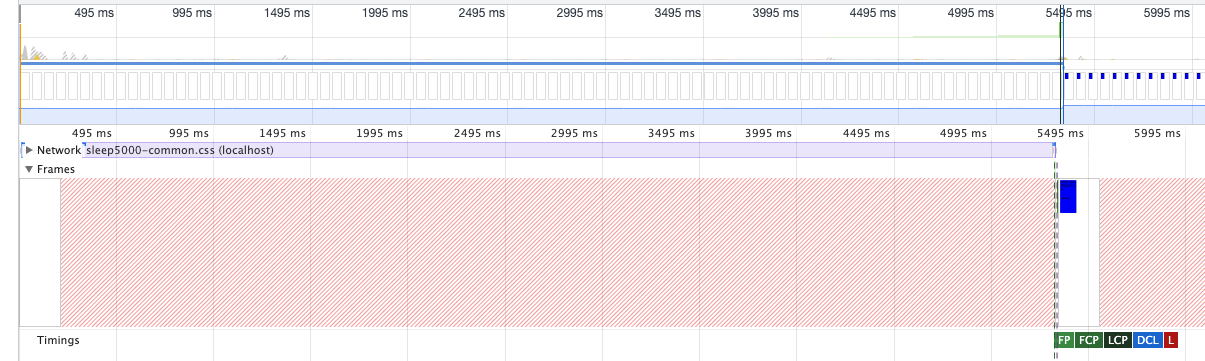 495 ms 995 ms 1495 ms 1995 ms 2495 ms 2995 ms 3495 ms 3995 ms 4495 ms 4995 ms 5495 ms 5995 ms
495 ms 995 ms 1495 ms 1995 ms 2495 ms 2995 ms 3495 ms 3995 ms 4495 ms 4995 ms 5495 ms 5995 ms
Network sleep5000-common.css (localhost)
Frames
Timings FP FCP LCP DCL L